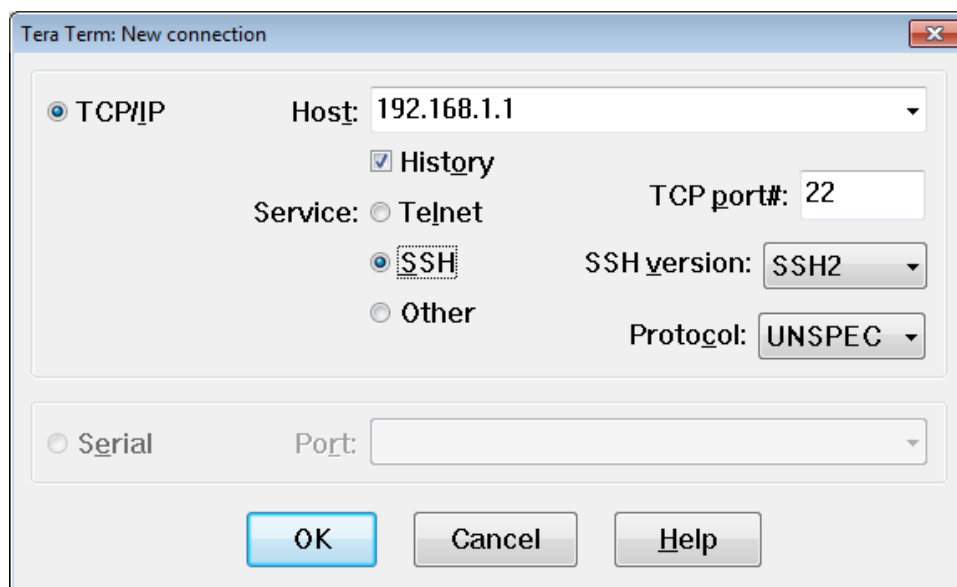 Tera Term: New connection
TCP/IP Host: 192.168.1.1
History
TCP port#: 22
Service: Telnet
SSH SSH version: SSH2
Other
Protocol: UNSPEC
Serial Port:
OK Cancel Help